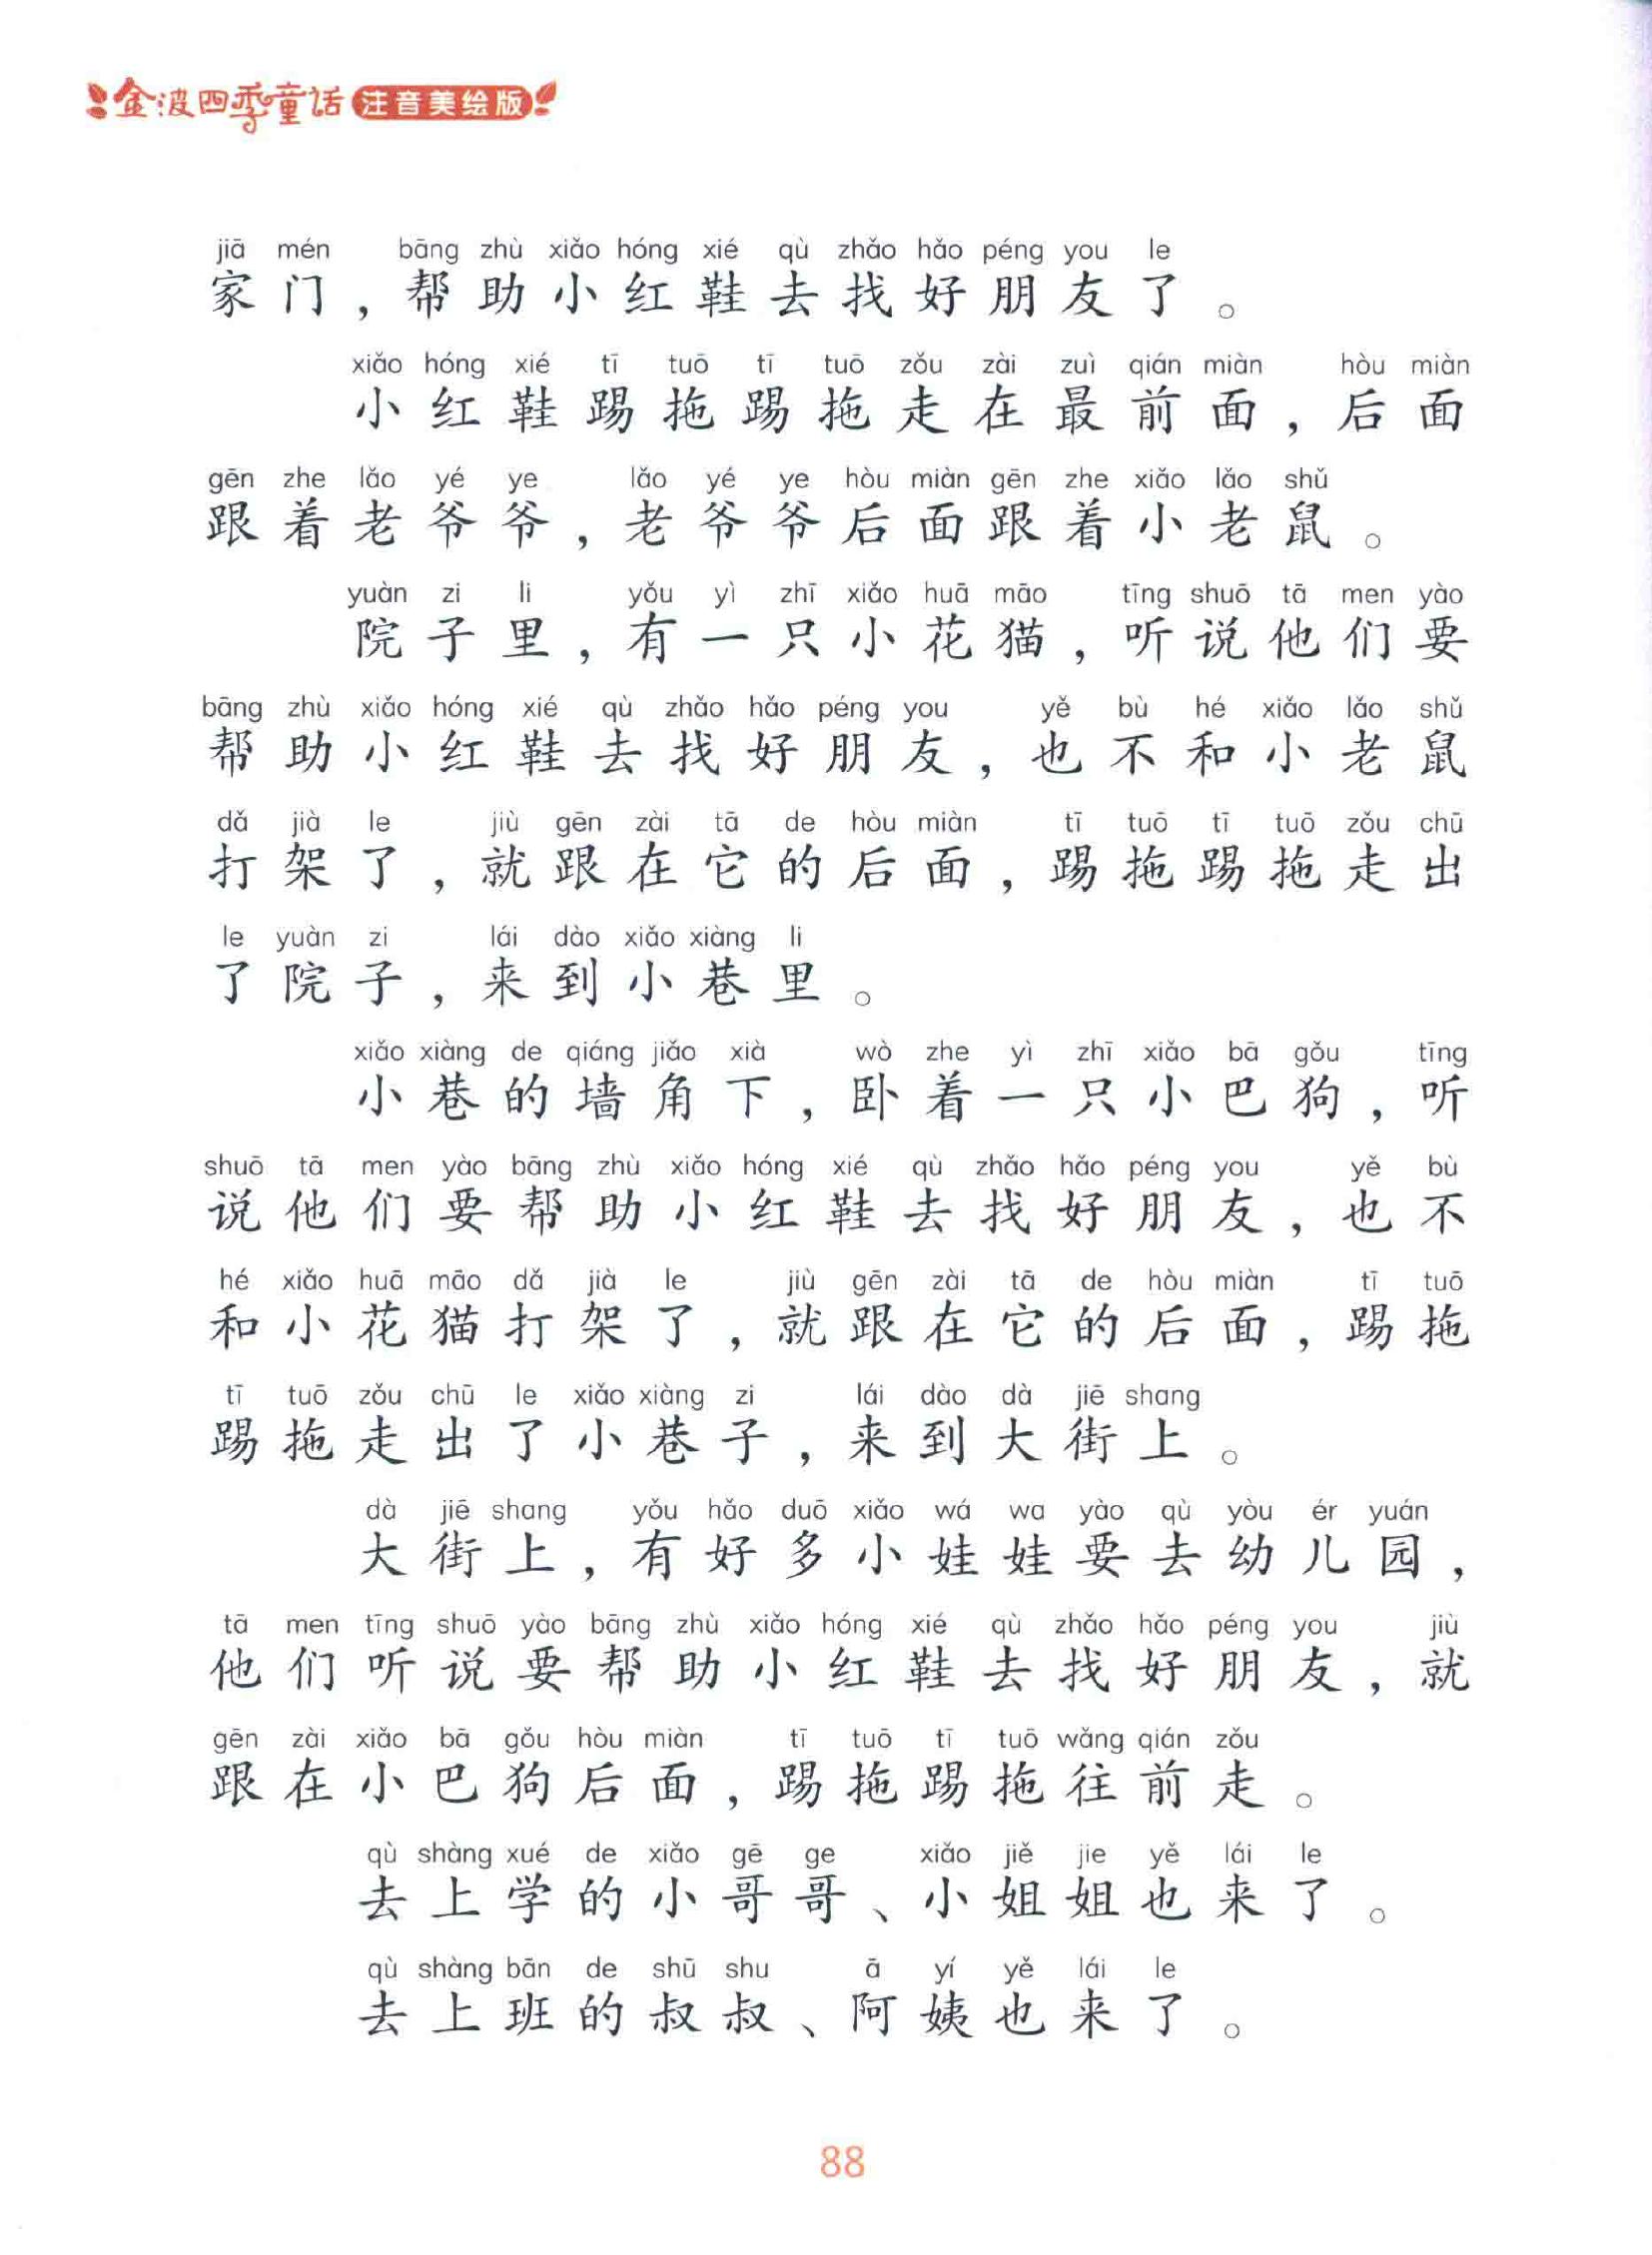 金波四季童话 注音美绘版
jiā mén bāng zhù xiǎo hóng xié qù zhǎo hǎo péng you le
家门，帮助小红鞋去找好朋友了。
xiǎo hóng xié tī tuō tī tuō zǒu zài zuì qián miàn hòu miàn
小红鞋踢拖踢拖走在最前面，后面
gēn zhe lǎo yé ye lǎo yé ye hòu miàn gēn zhe xiǎo lǎo shǔ
跟着老爷爷，老爷爷后面跟着小老鼠。
yuàn zi li yǒu yì zhī xiǎo huā māo tīng shuō tā men yào
院子里，有一只小花猫，听说他们要
bāng zhù xiǎo hóng xié qù zhǎo hǎo péng you yě bù hé xiǎo lǎo shǔ
帮助小红鞋去找好朋友，也不和小老鼠
dǎ jià le jiù gēn zài tā de hòu miàn tī tuō tī tuō zǒu chū
打架了，就跟在它的后面，踢拖踢拖走出
le yuàn zi lái dào xiǎo xiàng li
了院子，来到小巷里。
xiǎo xiàng de qiáng jiǎo xià wò zhe yì zhī xiǎo bā gǒu tīng
小巷的墙角下，卧着一只小巴狗，听
shuō tā men yào bāng zhù xiǎo hóng xié qù zhǎo hǎo péng you yě bù
说他们要帮助小红鞋去找好朋友，也不
hé xiǎo huā māo dǎ jià le jiù gēn zài tā de hòu miàn tī tuō
和小花猫打架了，就跟在它的后面，踢拖
tī tuō zǒu chū le xiǎo xiàng zi lái dào dà jiē shang
踢拖走出了小巷子，来到大街上。
dà jiē shang yǒu hǎo duō xiǎo wá wa yào qù yòu ér yuán
大街上，有好多小娃娃要去幼儿园，
tā men tīng shuō yào bāng zhù xiǎo hóng xié qù zhǎo hǎo péng you jiù
他们听说要帮助小红鞋去找好朋友，就
gēn zài xiǎo bā gǒu hòu miàn tī tuō tī tuō wǎng qián zǒu
跟在小巴狗后面，踢拖踢拖往前走。
qù shàng xué de xiǎo gē ge xiǎo jiě jie yě lái le
去上学的小哥哥、小姐姐也来了。
qù shàng bān de shū shu ā yí yě lái le
去上班的叔叔、阿姨也来了。
88